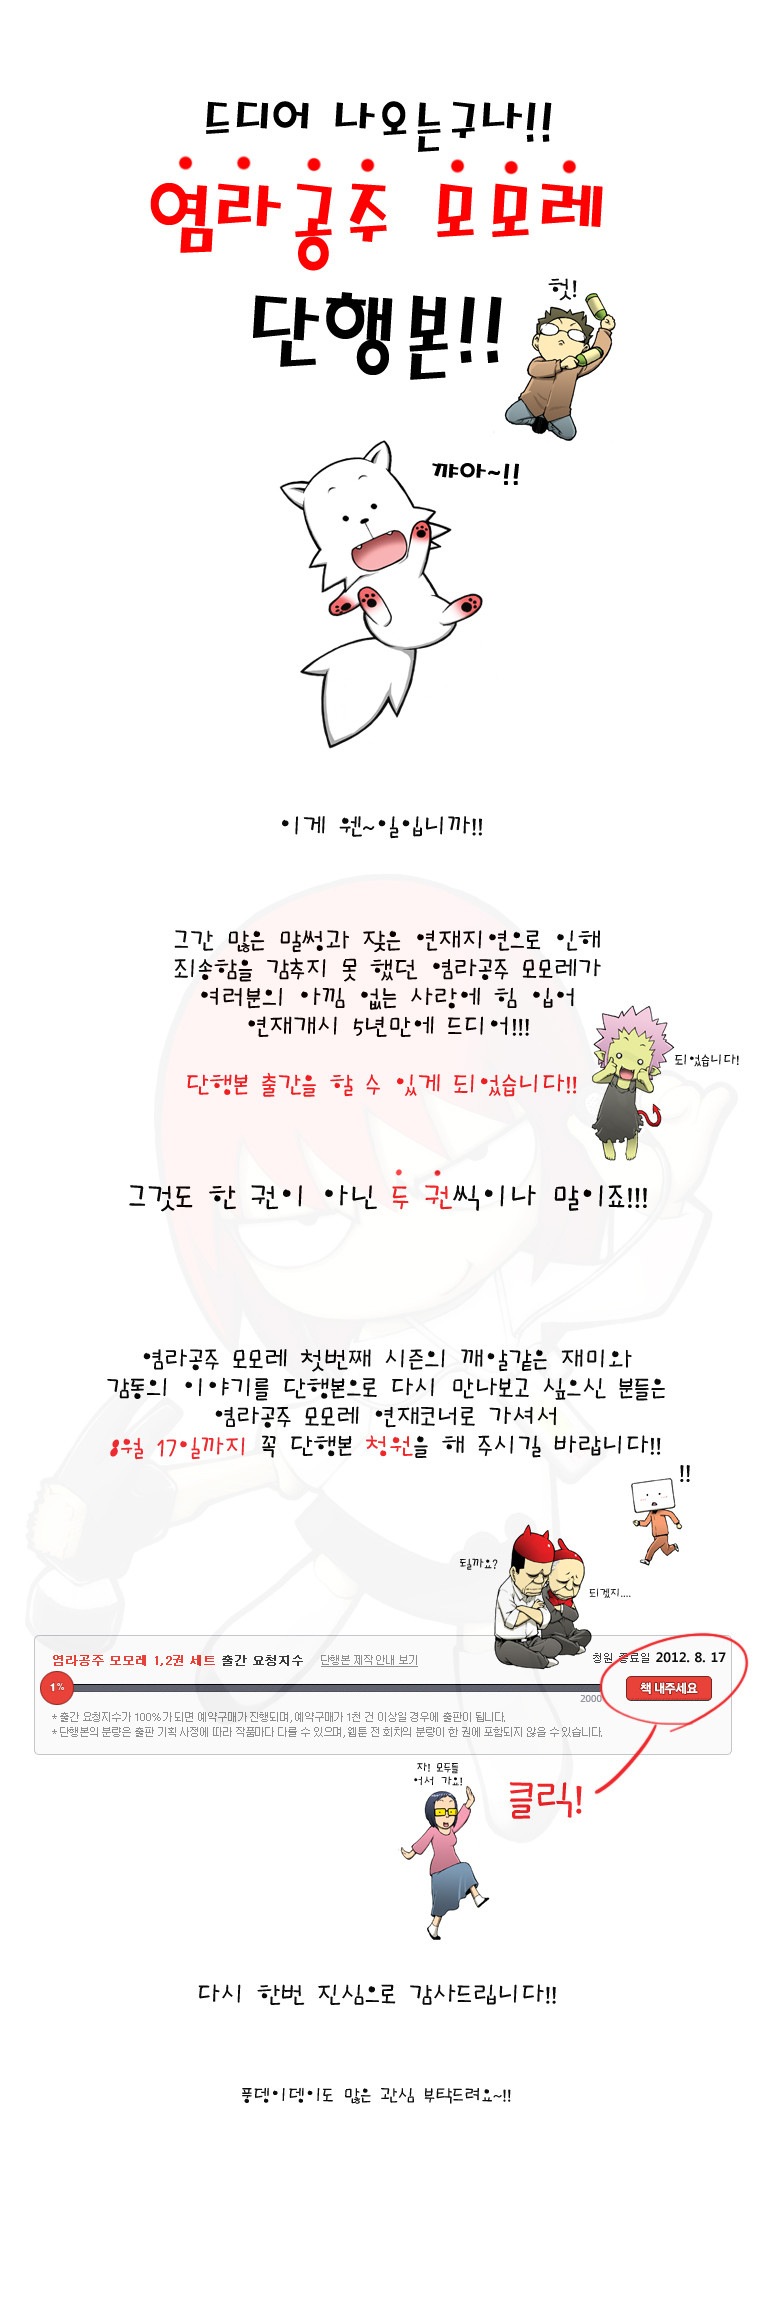 드디어 나오는구나!!
염라공주 모모레
단행본!!
헛!
꺄아~!!
이게 웬~일입니까!!
그간 많은 말썽과 잦은 연재지연으로 인해
죄송함을 감추지 못 했던 염라공주 모모레가
여러분의 아낌 없는 사랑에 힘 입어
연재개시 5년만에 드디어!!!
되었습니다!
단행본 출간을 할 수 있게 되었습니다!!
그것도 한 권이 아닌 두 권씩이나 말이죠!!!
염라공주 모모레 첫번째 시즌의 깨알같은 재미와
감동의 이야기를 단행본으로 다시 만나보고 싶으신 분들은
염라공주 모모레 연재코너로 가셔서
8월 17일까지 꼭 단행본 청원을 해 주시길 바랍니다!!
!!
될까요?
되겠지....
염라공주 모모레 1,2권 세트 출간 요청지수 단행본 제작 안내 보기
청원 종료일 2012. 8. 17
1%
책 내주세요
2000
* 출간 요청지수가 100%가 되면 예약구매가 진행되며, 예약구매가 1천 건 이상일 경우에 출판이 됩니다.
* 단행본의 분량은 출판 기획 사정에 따라 작품마다 다를 수 있으며, 웹툰 전 회차의 분량이 한 권에 포함되지 않을 수 있습니다.
자! 모두들
어서 가요!
클릭!
다시 한번 진심으로 감사드립니다!!
퐁뎅이뎅이도 많은 관심 부탁드려요~!!